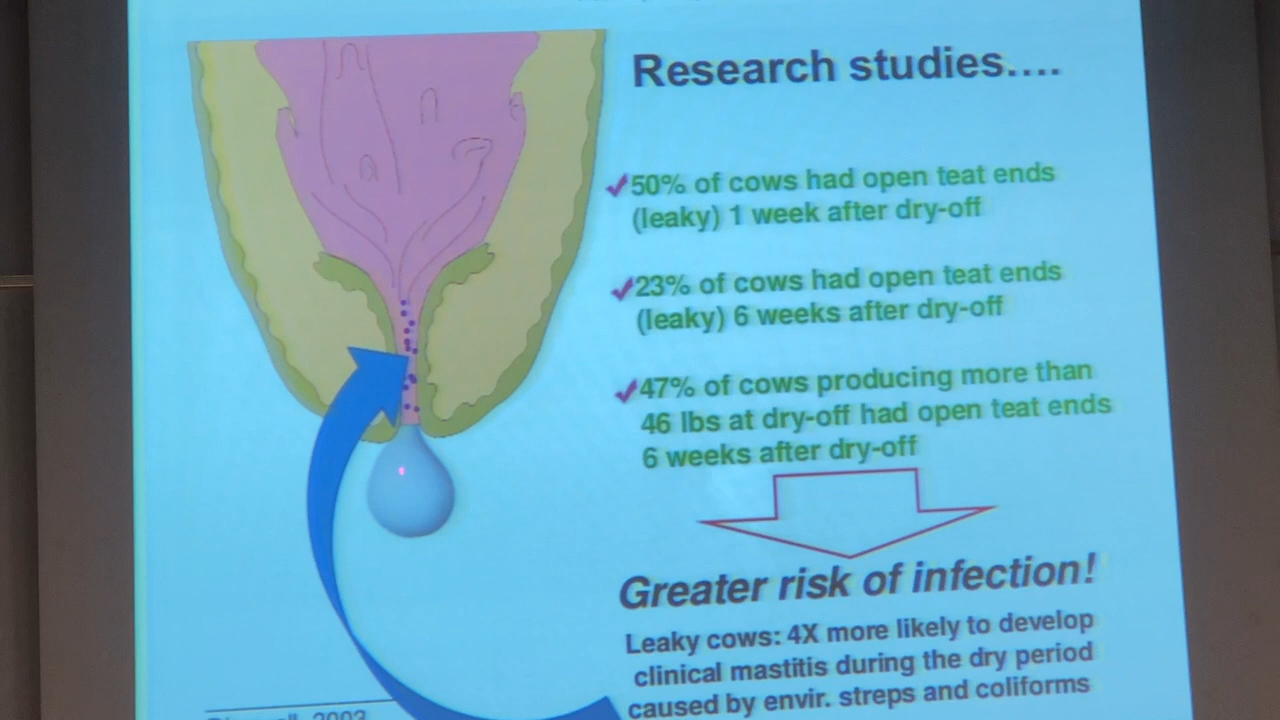 Research studies....
✓50% of cows had open teat ends
(leaky) 1 week after dry-off
✓23% of cows had open teat ends
(leaky) 6 weeks after dry-off
✓47% of cows producing more than
46 lbs at dry-off had open teat ends
6 weeks after dry-off
Greater risk of infection!
Leaky cows: 4X more likely to develop
clinical mastitis during the dry period
caused by envir. streps and coliforms
2003